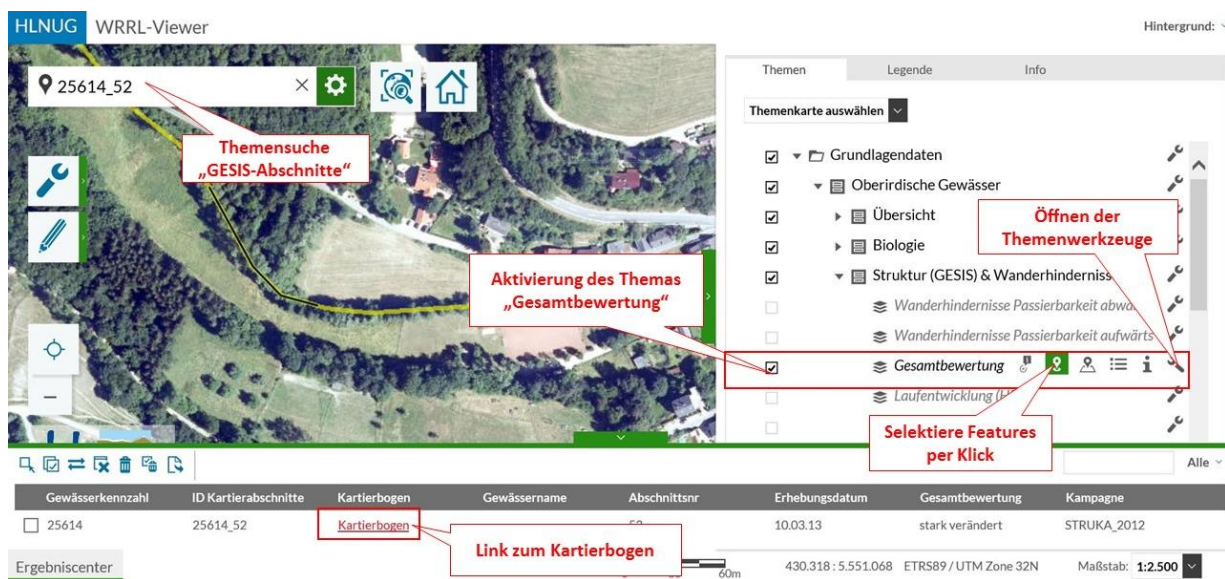 HLNUG WRRL-Viewer
Hintergrund:
25614_52
Themensuche
„GESIS-Abschnitte“
Themen Legende Info
Themenkarte auswählen
Grundlagendaten
Oberirdische Gewässer
Übersicht
Biologie
Struktur (GESIS) & Wanderhinderniss
Öffnen der
Themenwerkzeuge
Aktivierung des Themas
„Gesamtbewertung“
Wanderhindernisse Passierbarkeit abwä
Wanderhindernisse Passierbarkeit aufwärts
Gesamtbewertung
Laufentwicklung (H
Selektiere Features
per Klick
Alle
Gewässerkennzahl ID Kartierabschnitte Kartierbogen Gewässername Abschnittsnr Erhebungsdatum Gesamtbewertung Kampagne
25614 25614_52 Kartierbogen 52 10.03.13 stark verändert STRUKA_2012
Link zum Kartierbogen
Ergebniscenter
60m
430.318 : 5.551.068 ETRS89 / UTM Zone 32N Maßstab: 1:2.500